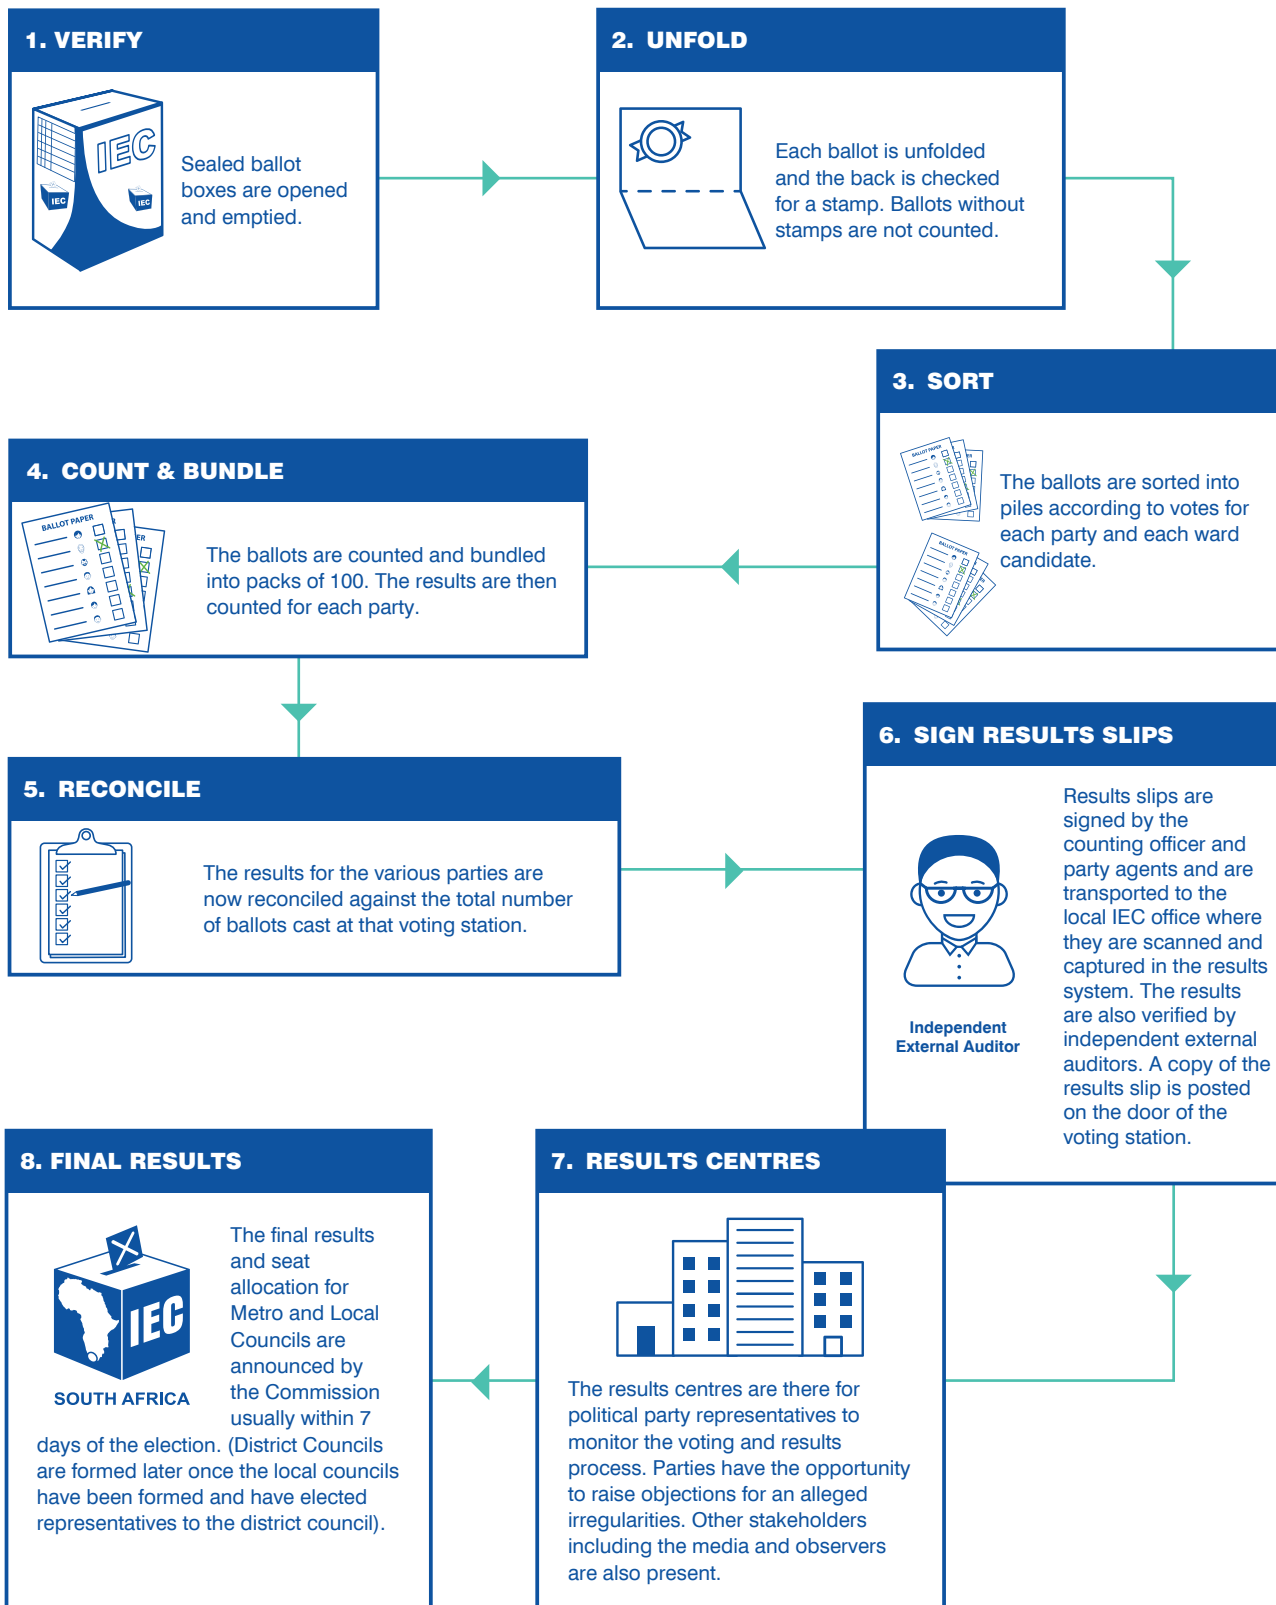 1. VERIFY
IEC
IEC
IEC
Sealed ballot
boxes are opened
and emptied.
2. UNFOLD
Each ballot is unfolded
and the back is checked
for a stamp. Ballots without
stamps are not counted.
3. SORT
BALLOT PAPER
ER
BALLOT PAPER
The ballots are sorted into
piles according to votes for
each party and each ward
candidate.
4. COUNT & BUNDLE
BALLOT PAPER
R
ER
The ballots are counted and bundled
into packs of 100. The results are then
counted for each party.
5. RECONCILE
The results for the various parties are
now reconciled against the total number
of ballots cast at that voting station.
6. SIGN RESULTS SLIPS
Independent
External Auditor
Results slips are
signed by the
counting officer and
party agents and are
transported to the
local IEC office where
they are scanned and
captured in the results
system. The results
are also verified by
independent external
auditors. A copy of the
results slip is posted
on the door of the
voting station.
7. RESULTS CENTRES
The results centres are there for
political party representatives to
monitor the voting and results
process. Parties have the opportunity
to raise objections for an alleged
irregularities. Other stakeholders
including the media and observers
are also present.
8. FINAL RESULTS
IEC
SOUTH AFRICA
The final results
and seat
allocation for
Metro and Local
Councils are
announced by
the Commission
usually within 7
days of the election. (District Councils
are formed later once the local councils
have been formed and have elected
representatives to the district council).